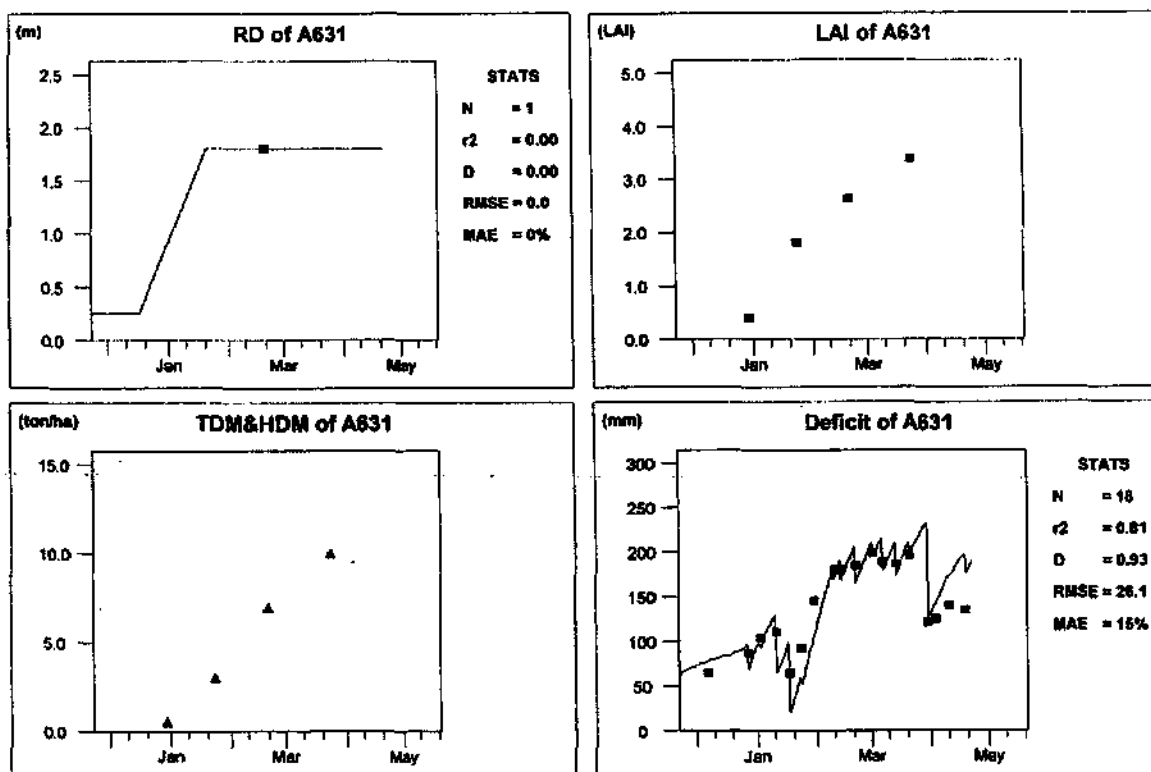 (m)
RD of A631
2.5
2.0
1.5
1.0
0.5
0.0
Jan
Mar
May
STATS
N = 1
r2 = 0.00
D = 0.00
RMSE = 0.0
MAE = 0%
(LAI)
LAI of A631
5.0
4.0
3.0
2.0
1.0
0.0
Jan
Mar
May
(ton/ha)
TDM&HDM of A631
15.0
10.0
5.0
0.0
Jan
Mar
May
(mm)
Deficit of A631
300
250
200
150
100
50
0
Jan
Mar
May
STATS
N = 18
r2 = 0.81
D = 0.93
RMSE = 26.1
MAE = 15%